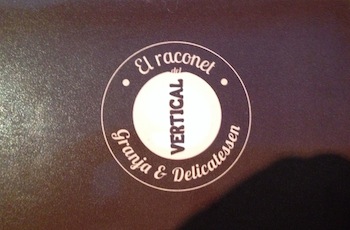 El raconet
del
VERTICAL
Granja & Delicatessen